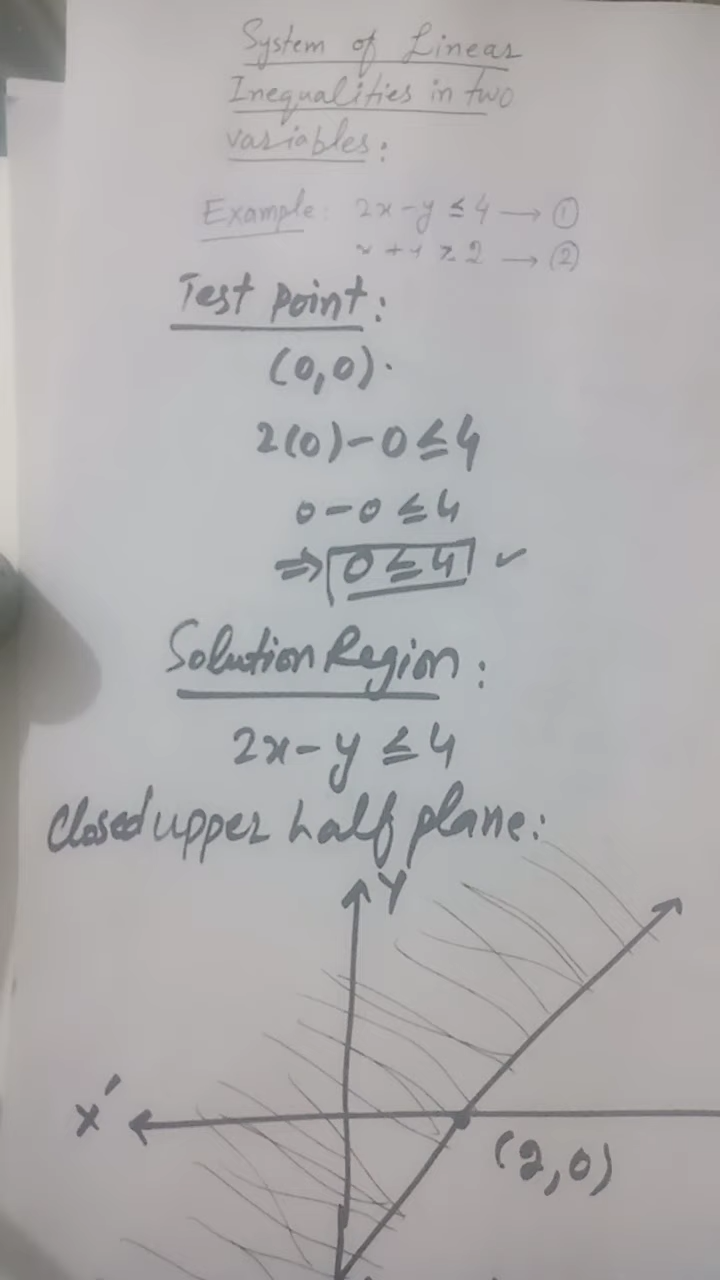 System of Linear
Inequalities in two
variables:
Example: 2x - y ≤ 4 → ①
x + y ≥ 2 → ②
Test Point:
(0,0).
2(0) - 0 ≤ 4
0 - 0 ≤ 4
⇒ 0 ≤ 4 ✓
Solution Region:
2x - y ≤ 4
Closed upper half plane:
Y
X'
(2,0)